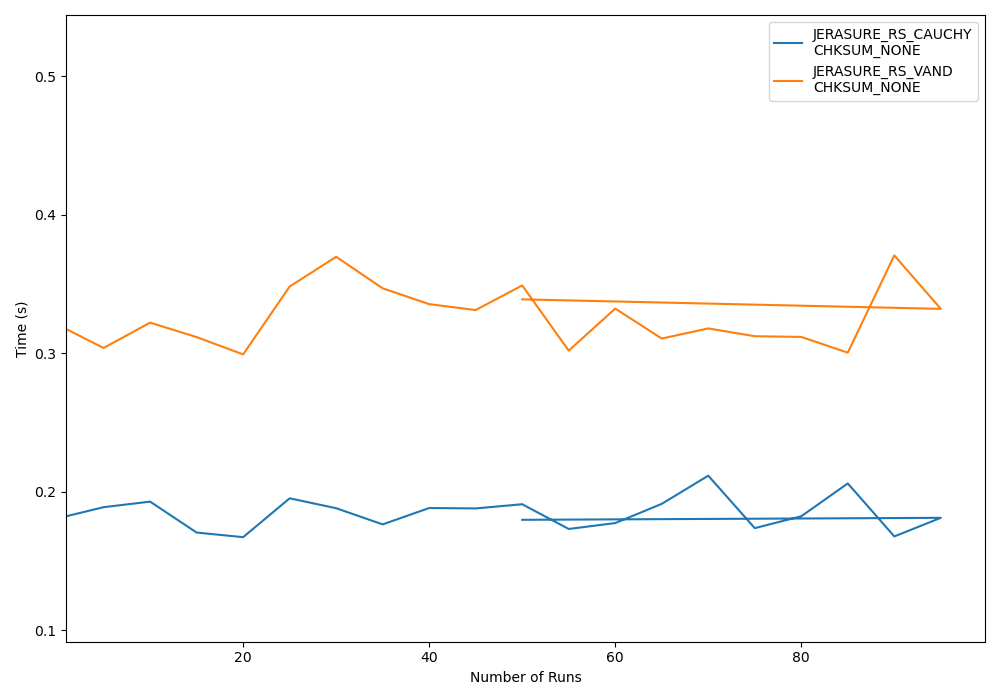 JERASURE_RS_CAUCHY
CHKSUM_NONE
JERASURE_RS_VAND
CHKSUM_NONE
Time (s)
0.5
0.4
0.3
0.2
0.1
20
40
60
80
Number of Runs